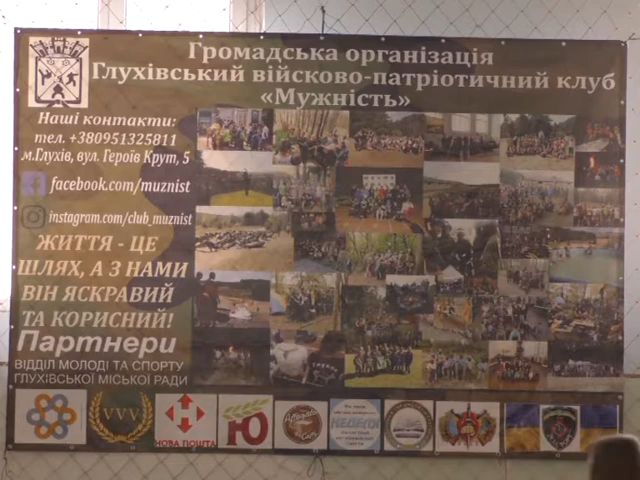 Громадська організація
Глухівський військово-патріотичний клуб
«Мужність»
Наші контакти:
тел. +380951325811
м.Глухів, вул. Героїв Крут, 5
facebook.com/muznist
instagram.com/club_muznist
ЖИТТЯ - ЦЕ
ШЛЯХ, А З НАМИ
ВІН ЯСКРАВИЙ
ТА КОРИСНИЙ!
Партнери
ВІДДІЛ МОЛОДІ ТА СПОРТУ
ГЛУХІВСЬКОЇ МІСЬКОЇ РАДИ
VVV
НОВА ПОШТА
Ю
НЕДЕЛЯ